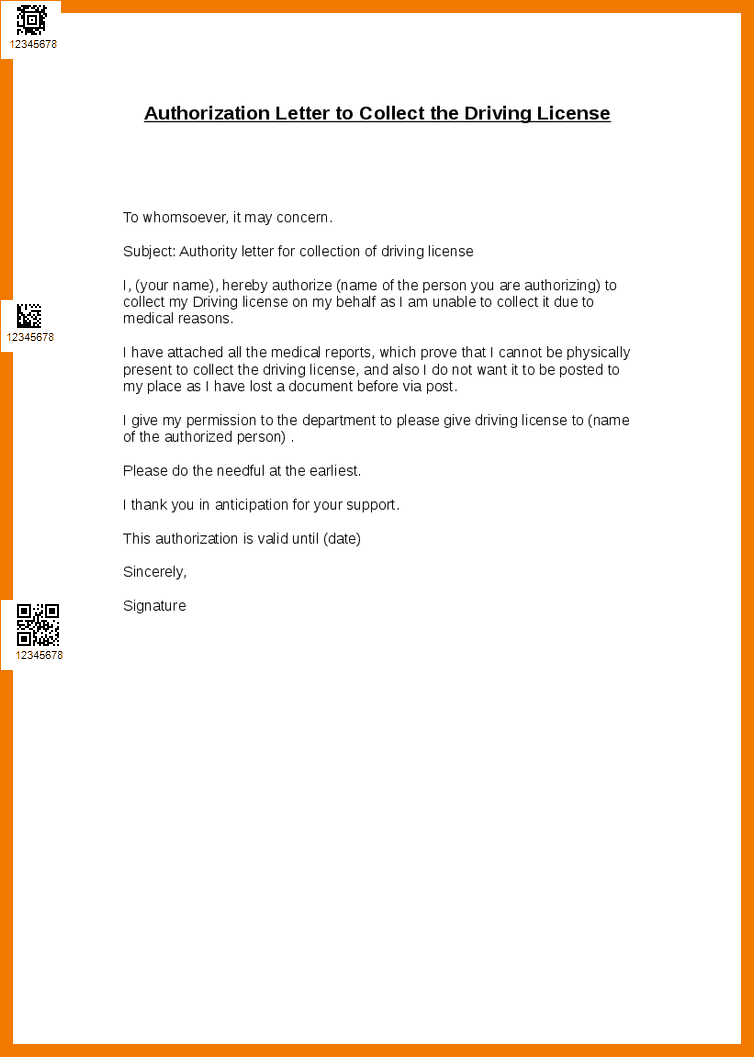 12345678
Authorization Letter to Collect the Driving License
To whomsoever, it may concern.
Subject: Authority letter for collection of driving license
I, (your name), hereby authorize (name of the person you are authorizing) to
collect my Driving license on my behalf as I am unable to collect it due to
medical reasons.
12345678
I have attached all the medical reports, which prove that I cannot be physically
present to collect the driving license, and also I do not want it to be posted to
my place as I have lost a document before via post.
I give my permission to the department to please give driving license to (name
of the authorized person) .
Please do the needful at the earliest.
I thank you in anticipation for your support.
This authorization is valid until (date)
Sincerely,
Signature
12345678